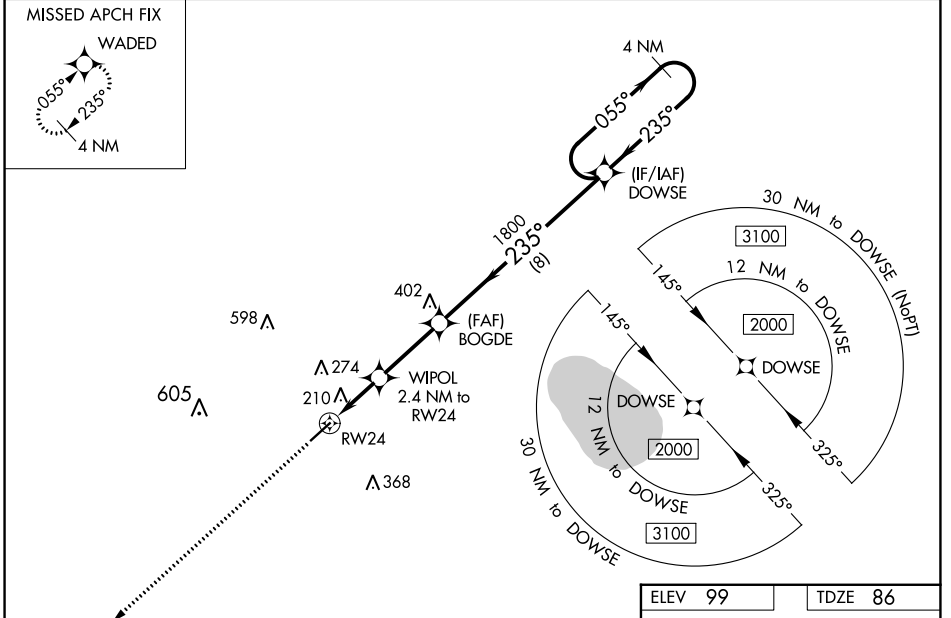 MISSED APCH FIX
WADED
055°
235°
4 NM
4 NM
055°
235°
(IF/IAF)
DOWSE
1800
235°
(8)
402
(FAF)
BOGDE
598
274
WIPOL
2.4 NM to
RW24
605
210
RW24
368
30 NM to DOWSE (NoPT)
3100
145°
12 NM to DOWSE
2000
DOWSE
325°
145°
DOWSE
12 NM to DOWSE
2000
325°
30 NM to DOWSE
3100
ELEV 99
TDZE 86